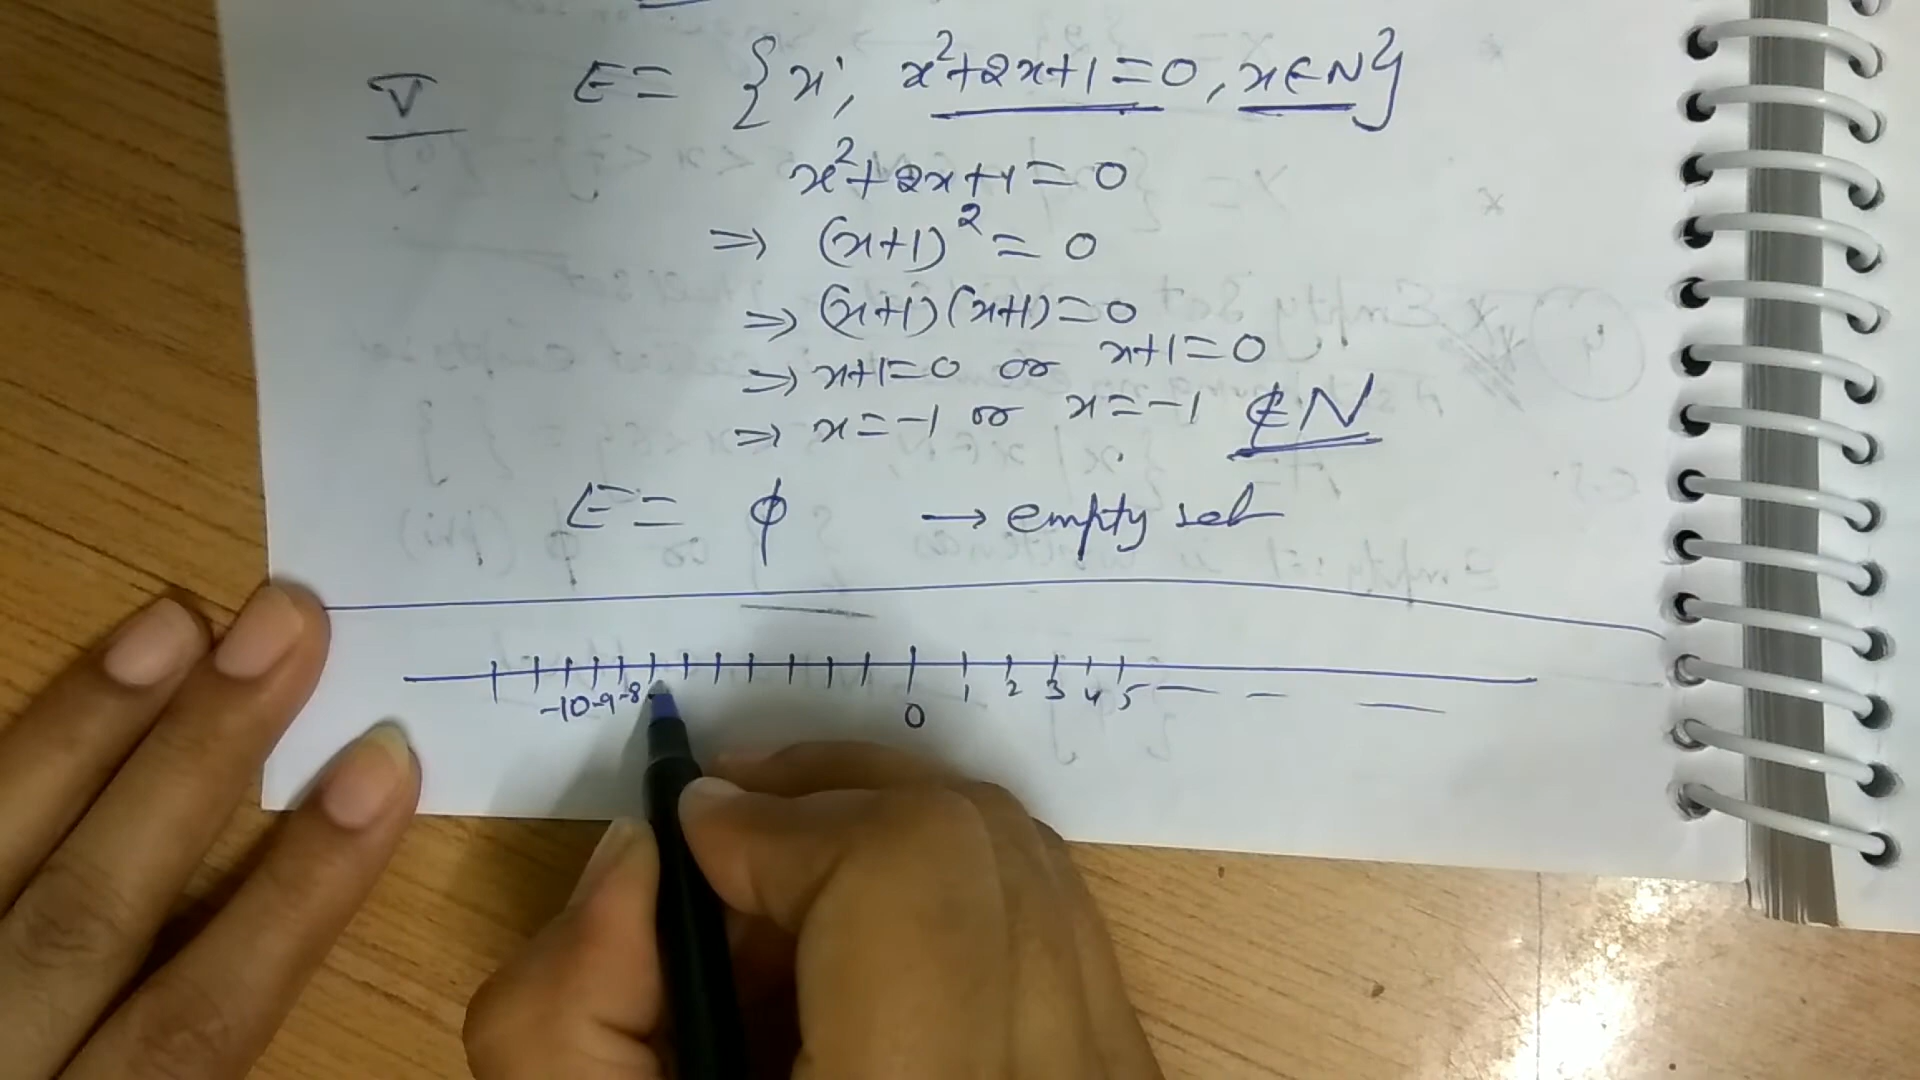 V E = {x; x²+2x+1=0, x∈N}
x²+2x+1=0
⇒ (x+1)² = 0
⇒ (x+1)(x+1)=0
⇒ x+1=0 or x+1=0
⇒ x=-1 or x=-1 ∉N
E = ϕ → empty set
-10 -9 -8 0 1 2 3 4 5